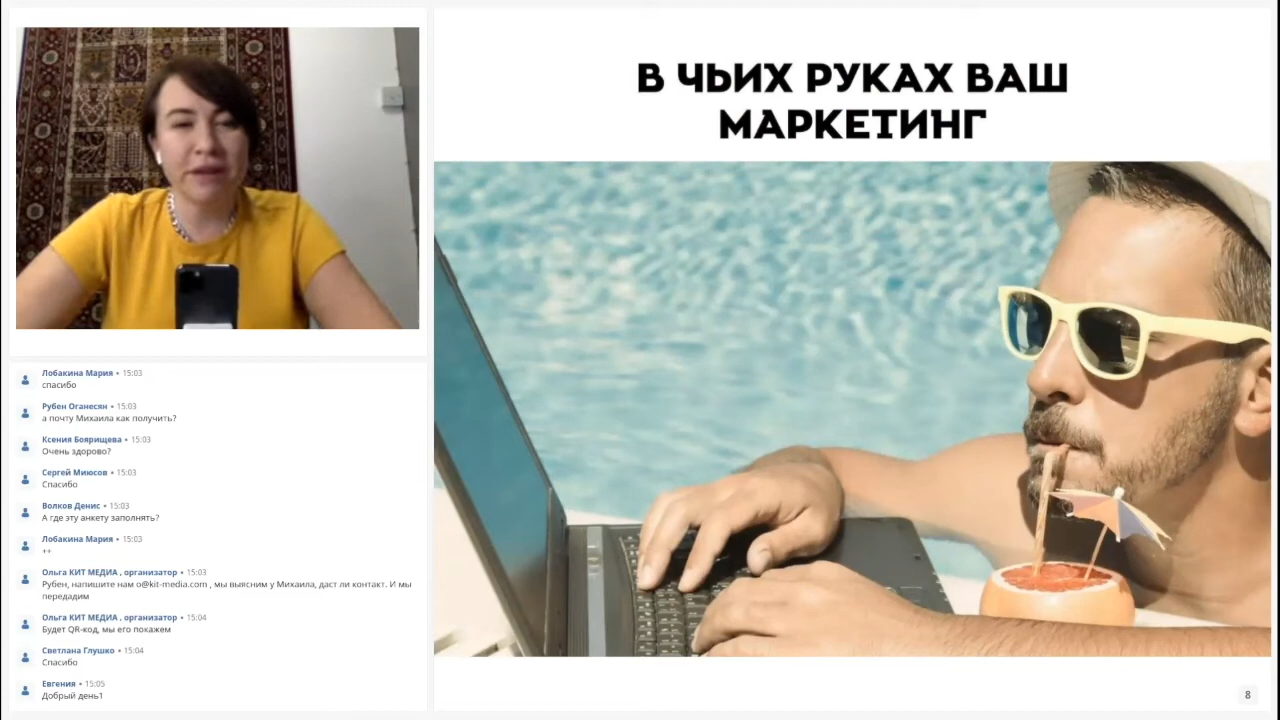 В ЧЬИХ РУКАХ ВАШ
МАРКЕТИНГ
Лобакина Мария • 15:03
спасибо
Рубен Оганесян • 15:03
а почту Михаила как получить?
Ксения Боярищева • 15:03
Очень здорово?
Сергей Миюсов • 15:03
Спасибо
Волков Денис • 15:03
А где эту анкету заполнять?
Лобакина Мария • 15:03
++
Ольга КИТ МЕДИА , организатор • 15:03
Рубен, напишите нам o@kit-media.com , мы выясним у Михаила, даст ли контакт. И мы
передадим
Ольга КИТ МЕДИА , организатор • 15:04
Будет QR-код, мы его покажем
Светлана Глушко • 15:04
Спасибо
Евгения • 15:05
Добрый день1
8